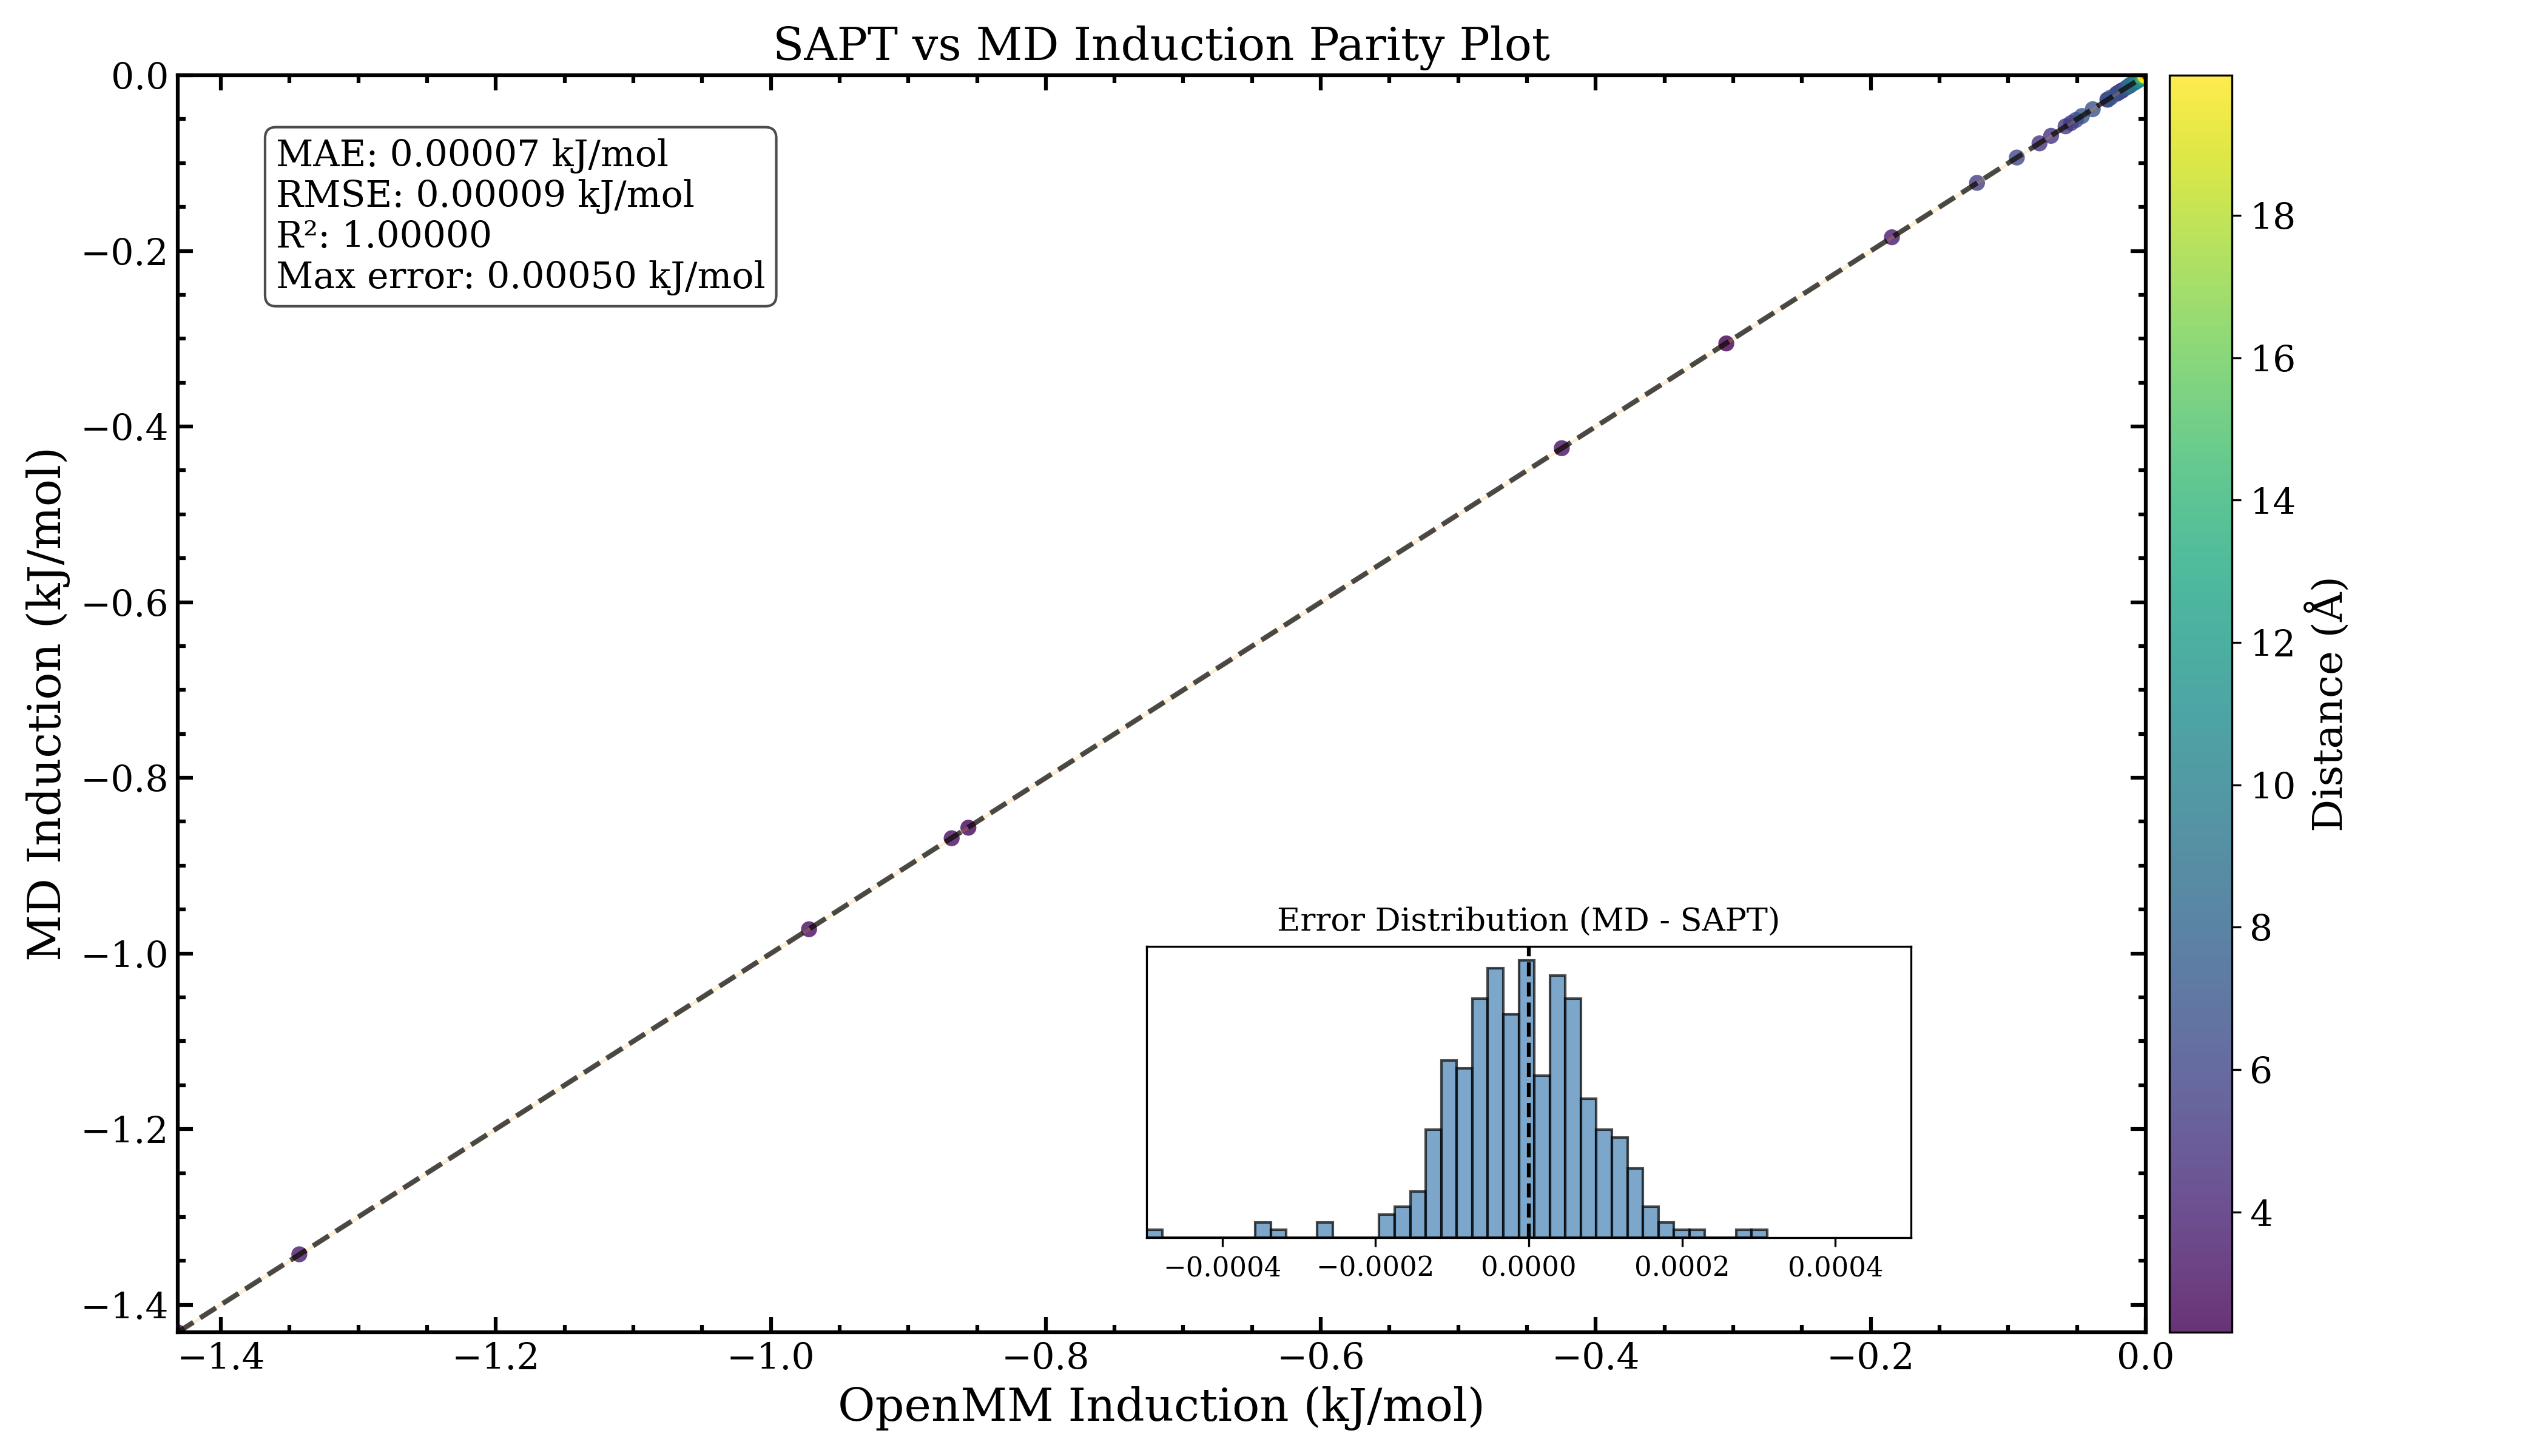 SAPT vs MD Induction Parity Plot
MAE: 0.00007 kJ/mol
RMSE: 0.00009 kJ/mol
R²: 1.00000
Max error: 0.00050 kJ/mol
0.0
−0.2
−0.4
−0.6
−0.8
−1.0
−1.2
−1.4
MD Induction (kJ/mol)
Error Distribution (MD - SAPT)
−0.0004 −0.0002 0.0000 0.0002 0.0004
−1.4 −1.2 −1.0 −0.8 −0.6 −0.4 −0.2 0.0
OpenMM Induction (kJ/mol)
18
16
14
12
10
8
6
4
Distance (Å)